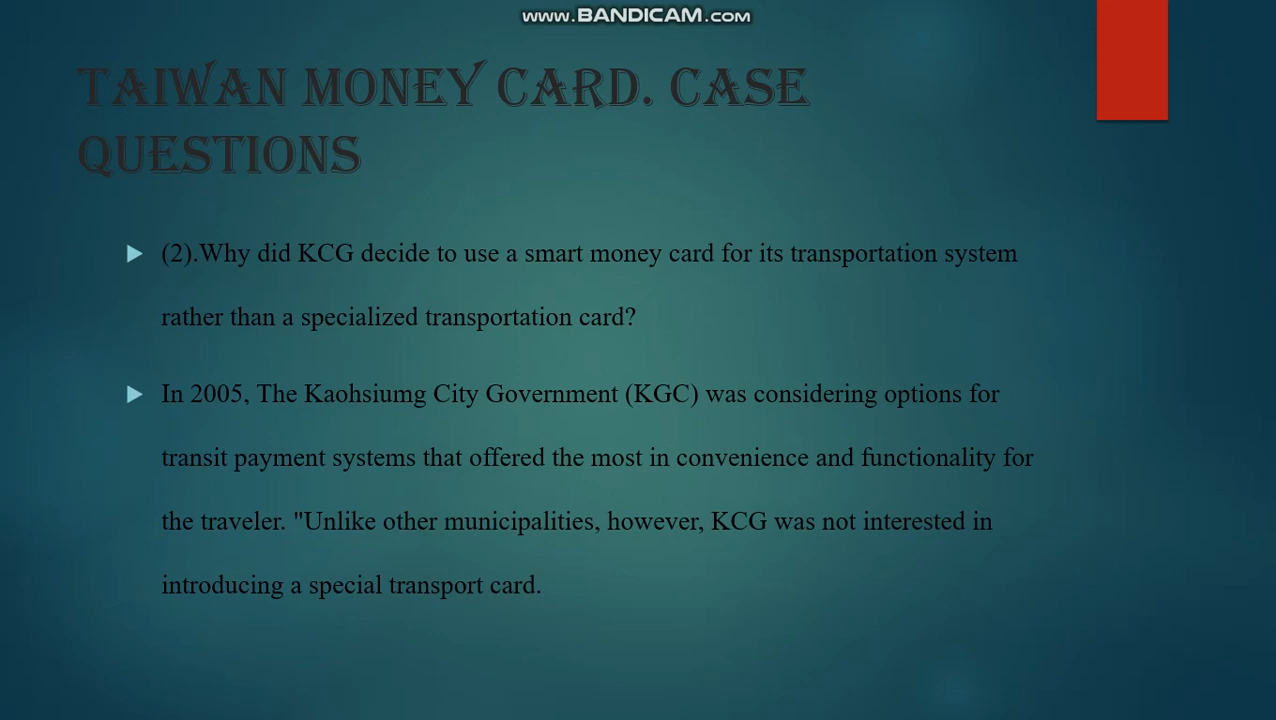 www.BANDICAM.com
TAIWAN MONEY CARD. CASE
QUESTIONS
(2).Why did KCG decide to use a smart money card for its transportation system
rather than a specialized transportation card?
In 2005, The Kaohsiumg City Government (KGC) was considering options for
transit payment systems that offered the most in convenience and functionality for
the traveler. "Unlike other municipalities, however, KCG was not interested in
introducing a special transport card.